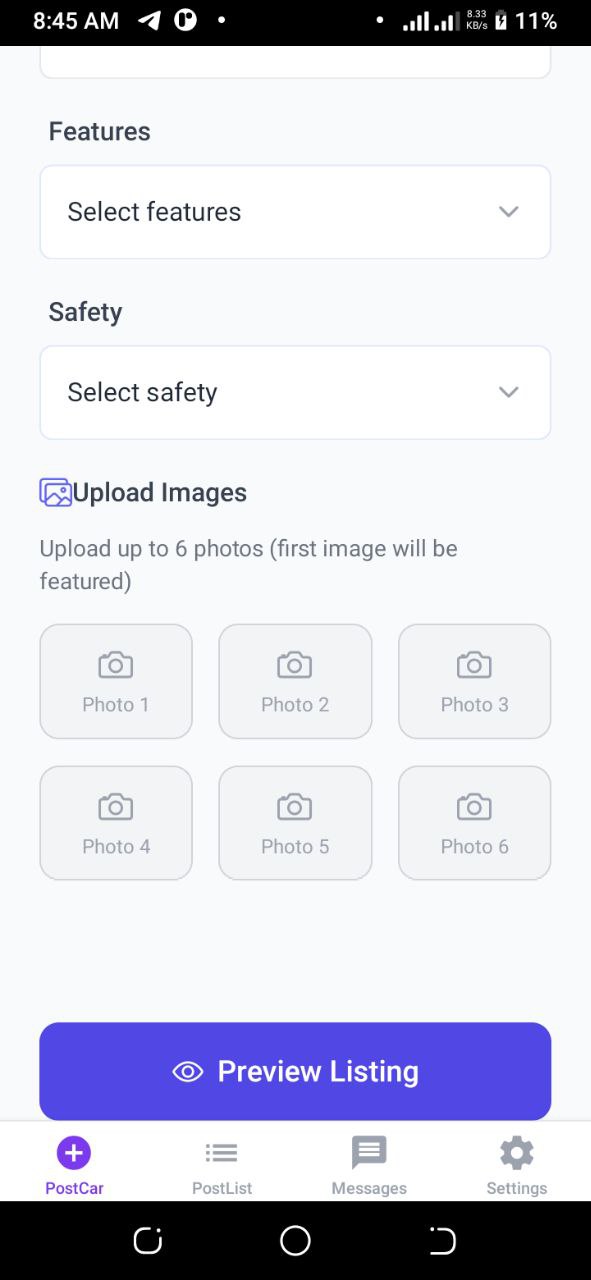 8:45 AM
8.33
KB/s
11%
Features
Select features
Safety
Select safety
Upload Images
Upload up to 6 photos (first image will be
featured)
Photo 1
Photo 2
Photo 3
Photo 4
Photo 5
Photo 6
Preview Listing
PostCar
PostList
Messages
Settings